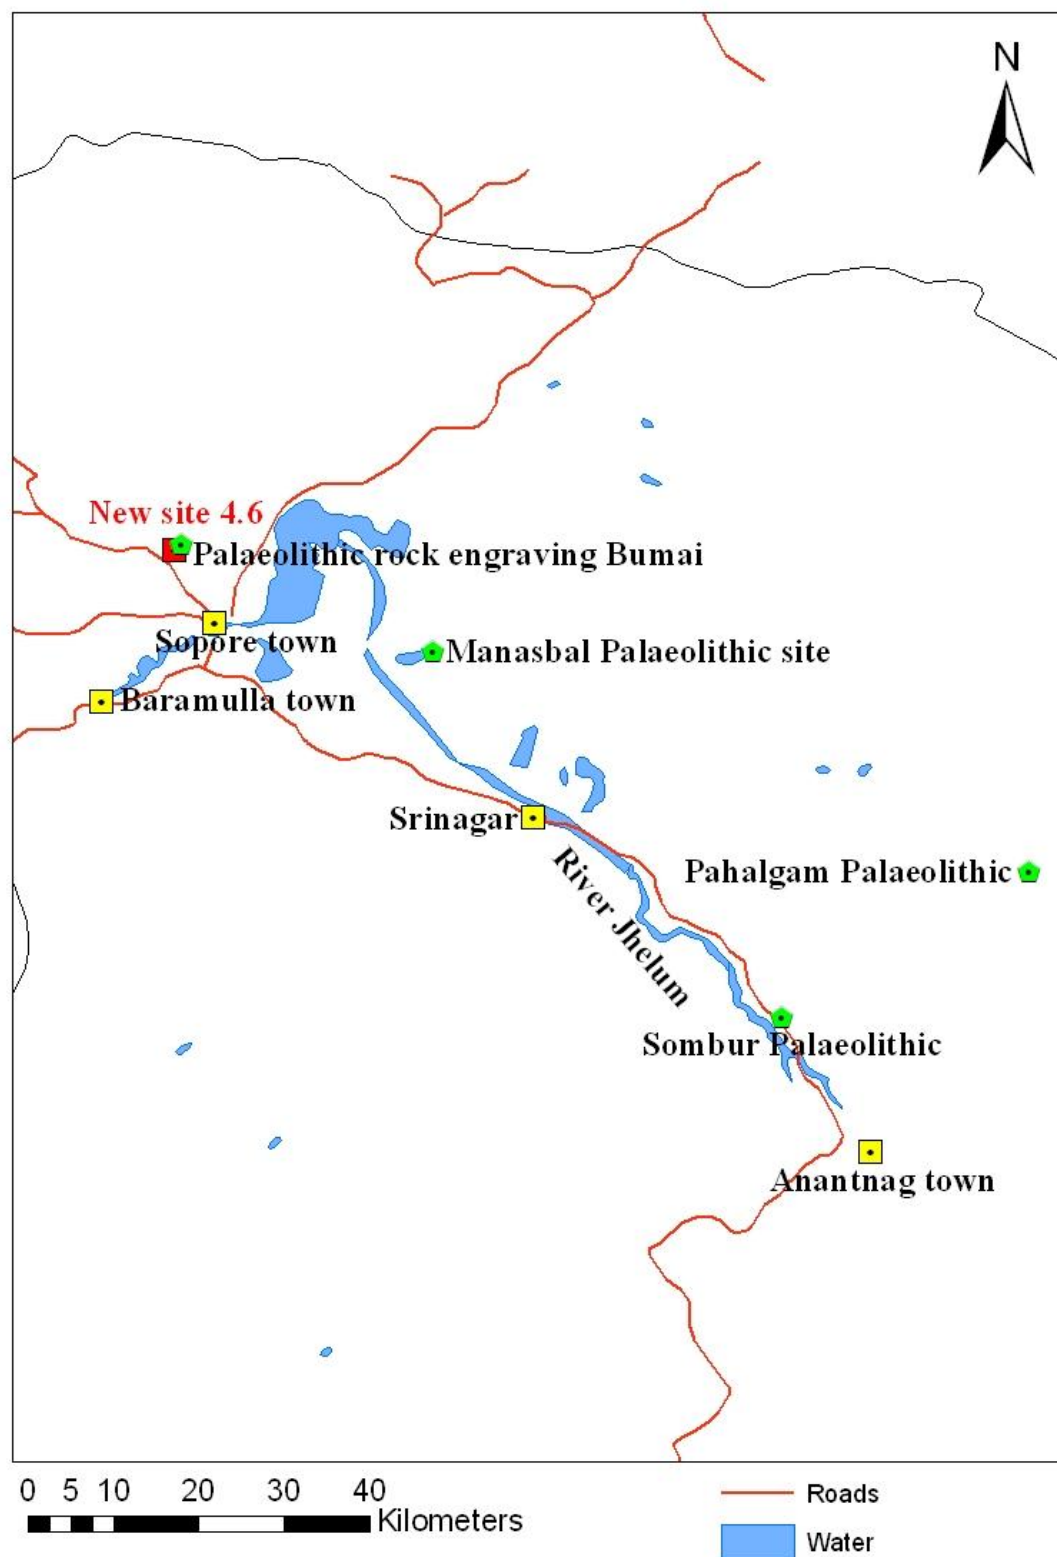 N
New site 4.6
Palaeolithic rock engraving Bumai
Sopore town
Manasbal Palaeolithic site
Baramulla town
Srinagar
River Jhelum
Pahalgam Palaeolithic
Sombur Palaeolithic
Anantnag town
0 5 10 20 30 40
Kilometers
Roads
Water